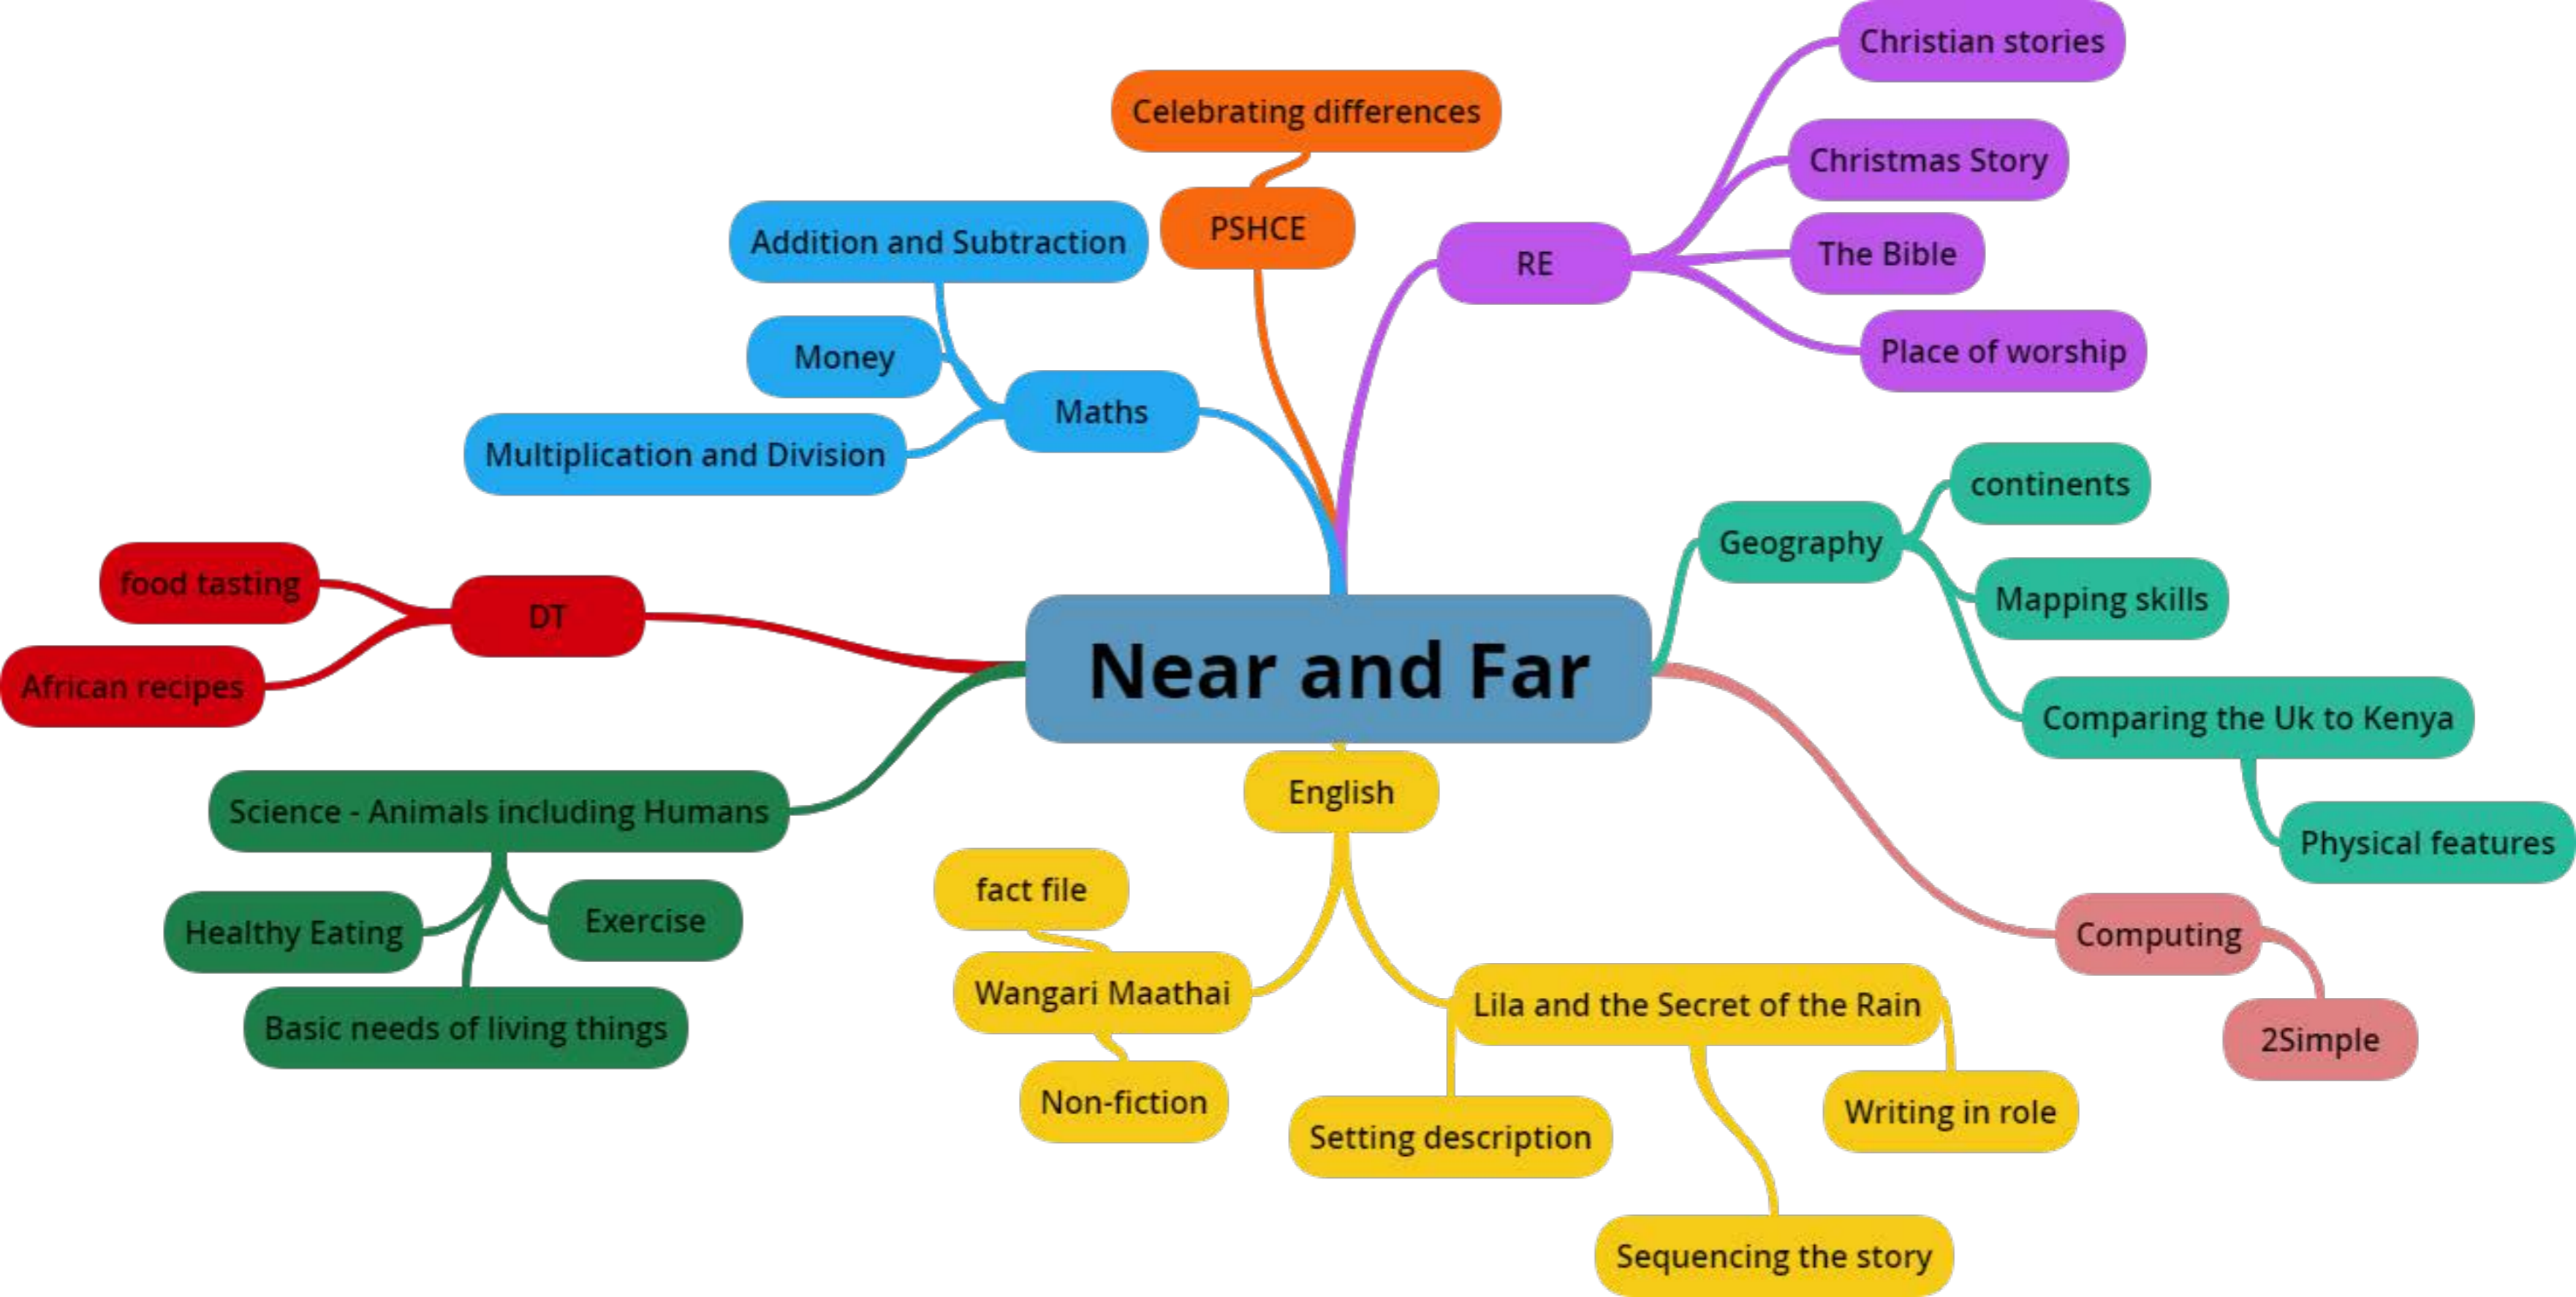 Christian stories
Celebrating differences
Christmas Story
PSHCE
Addition and Subtraction
The Bible
RE
Money
Place of worship
Maths
Multiplication and Division
continents
Geography
food tasting
Mapping skills
DT
Near and Far
African recipes
Comparing the Uk to Kenya
English
Science - Animals including Humans
Physical features
fact file
Exercise
Healthy Eating
Computing
Wangari Maathai
Lila and the Secret of the Rain
Basic needs of living things
2Simple
Non-fiction
Writing in role
Setting description
Sequencing the story